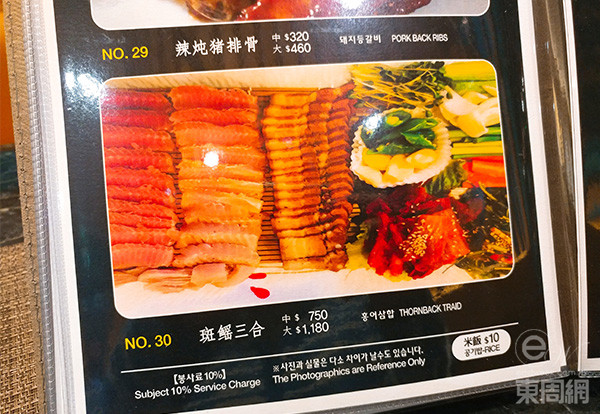 NO. 29 辣炖猪排骨 中 $320 大 $460 돼지등갈비 PORK BACK RIBS
NO. 30 斑鳐三合 中 $ 750 大 $1,180 홍어삼합 THORNBACK TRAID
米飯 $10
공기밥-RICE
[봉사료10%]
Subject 10% Service Charge
※사진과 실물은 다소 차이가 날수도 있습니다.
The Photographics are Reference Only
東周網